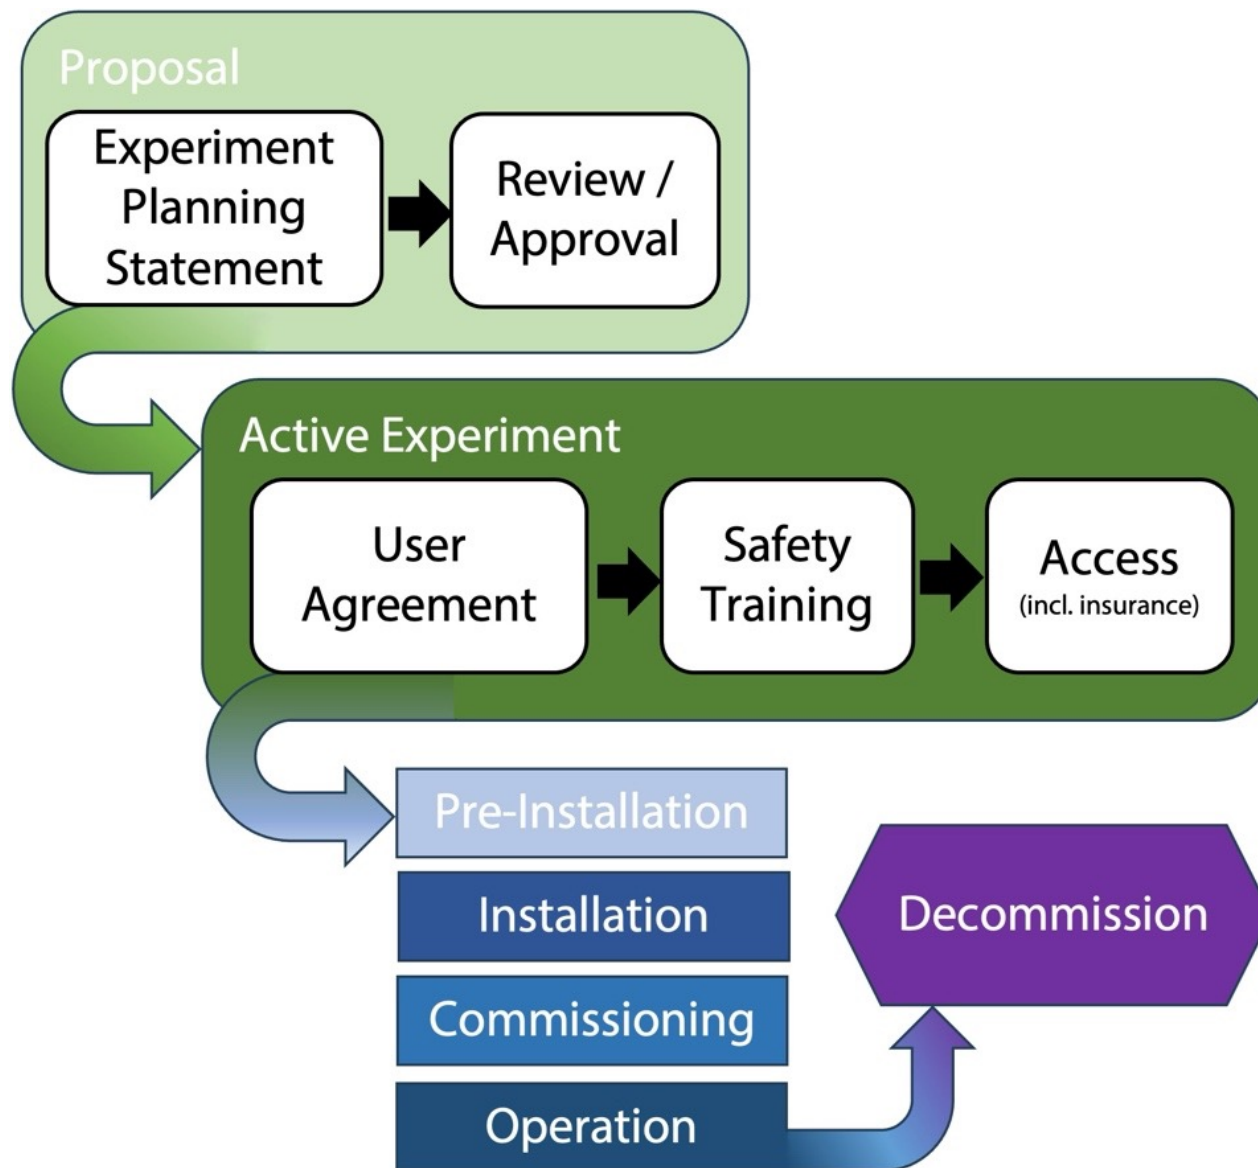 Proposal
Experiment
Planning
Statement
Review /
Approval
Active Experiment
User
Agreement
Safety
Training
Access
(incl. insurance)
Pre-Installation
Installation
Commissioning
Operation
Decommission